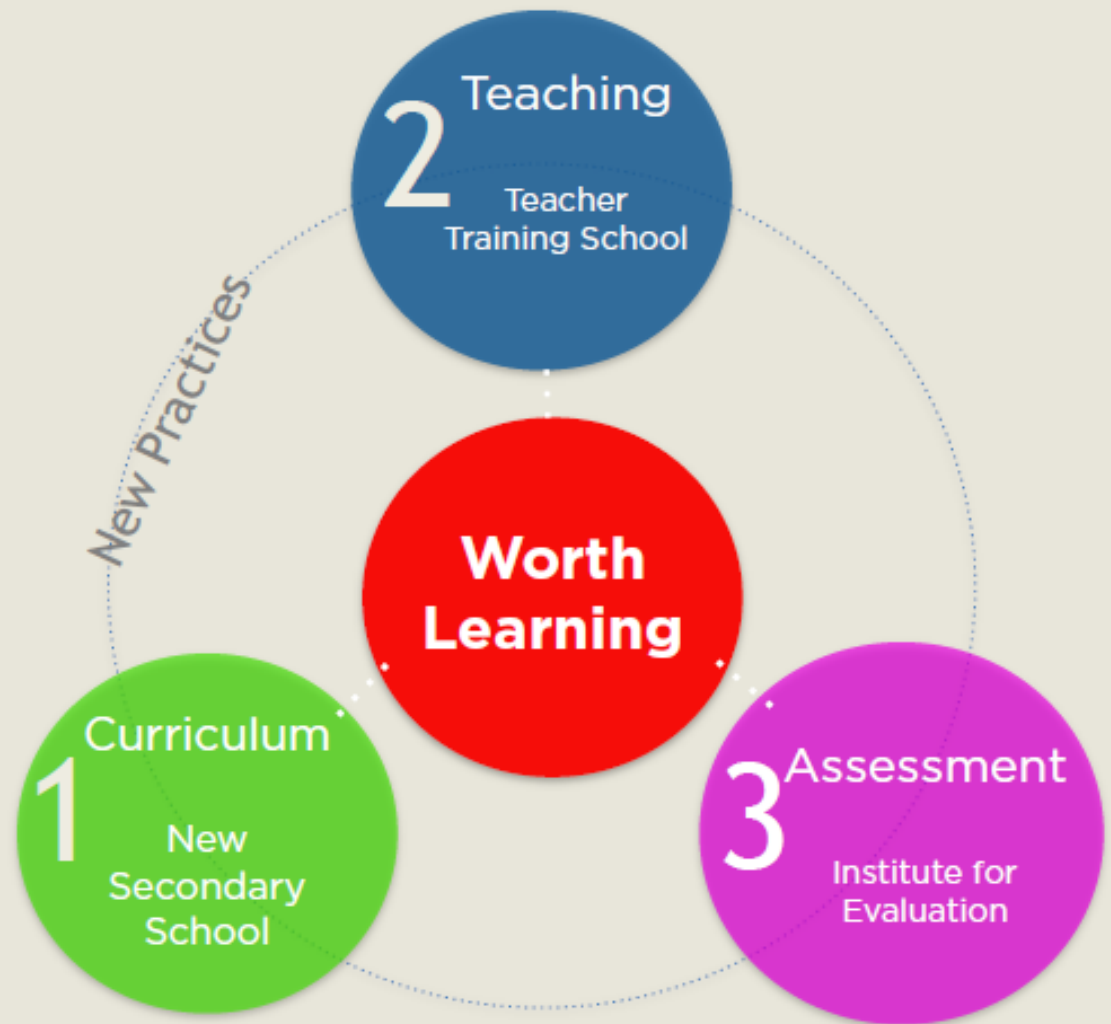 2
Teaching
Teacher
Training School
New Practices
Worth
Learning
1
Curriculum
New
Secondary
School
3
Assessment
Institute for
Evaluation